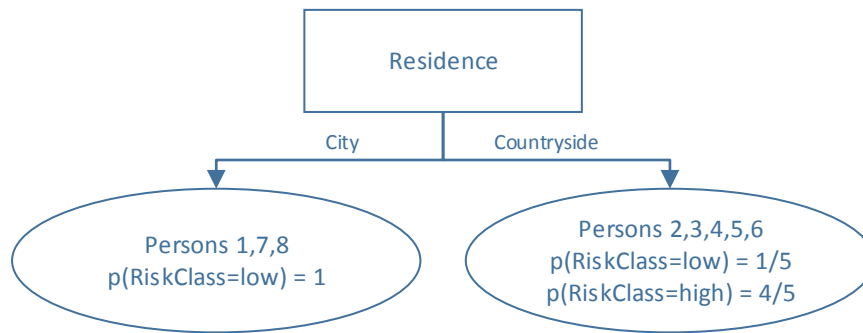 Residence
City
Countryside
Persons 1,7,8
p(RiskClass=low) = 1
Persons 2,3,4,5,6
p(RiskClass=low) = 1/5
p(RiskClass=high) = 4/5